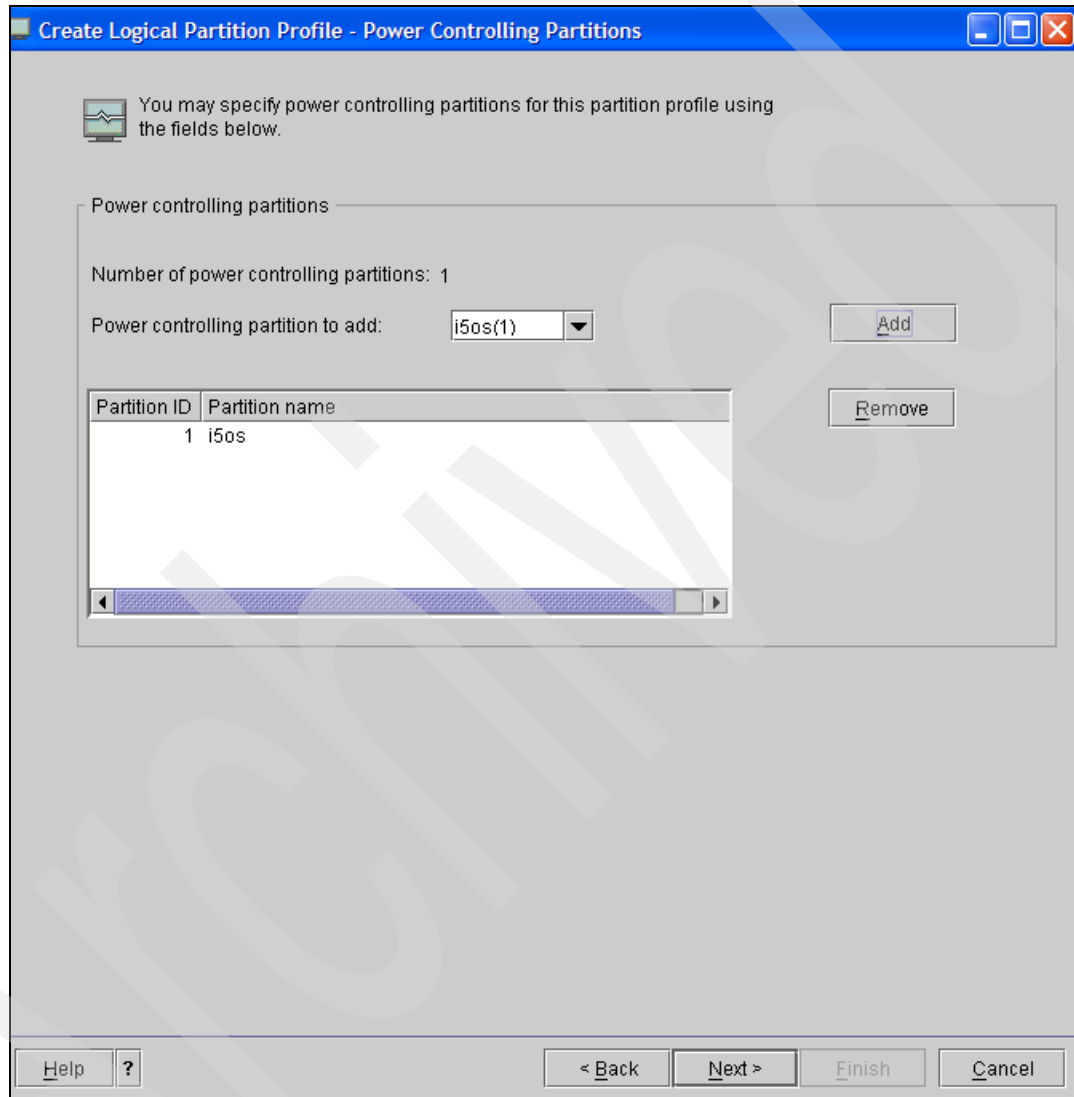 Create Logical Partition Profile - Power Controlling Partitions
You may specify power controlling partitions for this partition profile using
the fields below.
Power controlling partitions
Number of power controlling partitions: 1
Power controlling partition to add: i5os(1) Add
Partition ID Partition name Remove
1 i5os
Help ? < Back Next > Finish Cancel